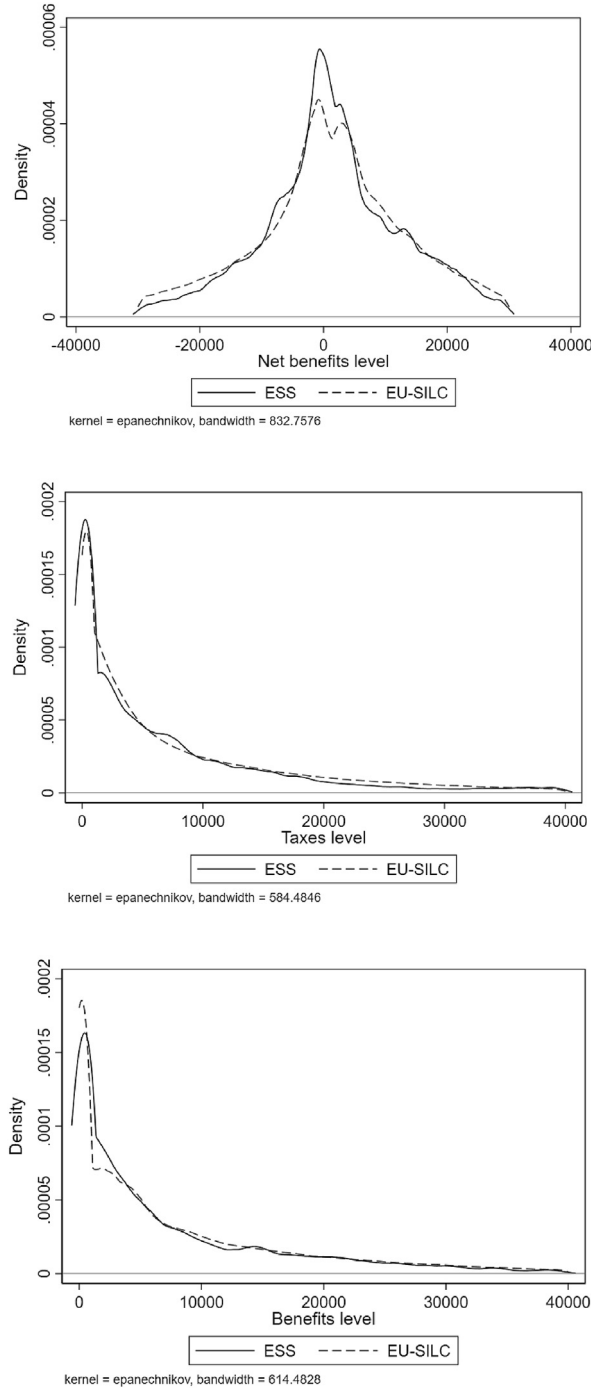 .00006
.00004
.00002
0
Density
-40000 -20000 0 20000 40000
Net benefits level
ESS EU-SILC
kernel = epanechnikov, bandwidth = 832.7576
.0002
.00015
.0001
.00005
0
Density
0 10000 20000 30000 40000
Taxes level
ESS EU-SILC
kernel = epanechnikov, bandwidth = 584.4846
.0002
.00015
.0001
.00005
0
Density
0 10000 20000 30000 40000
Benefits level
ESS EU-SILC
kernel = epanechnikov, bandwidth = 614.4828